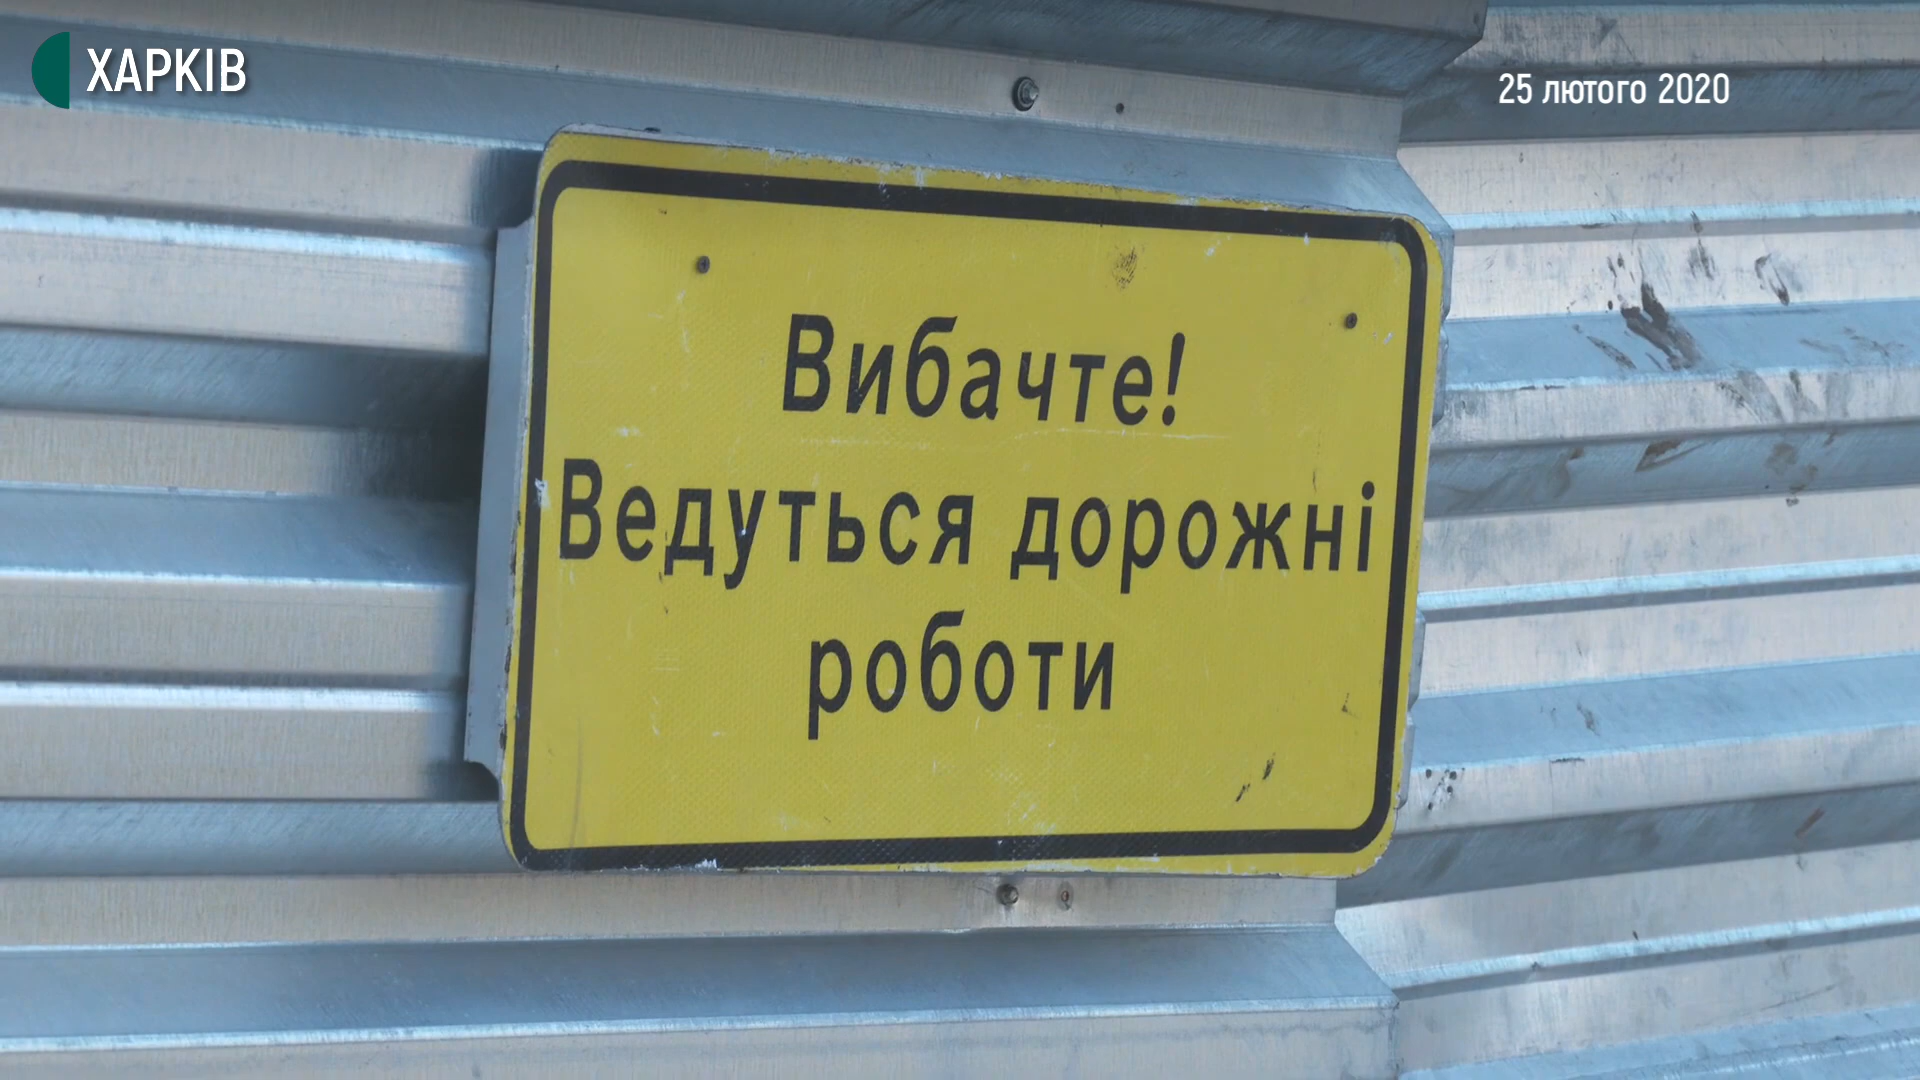 ХАРКІВ
25 лютого 2020
Вибачте!
Ведуться дорожні
роботи